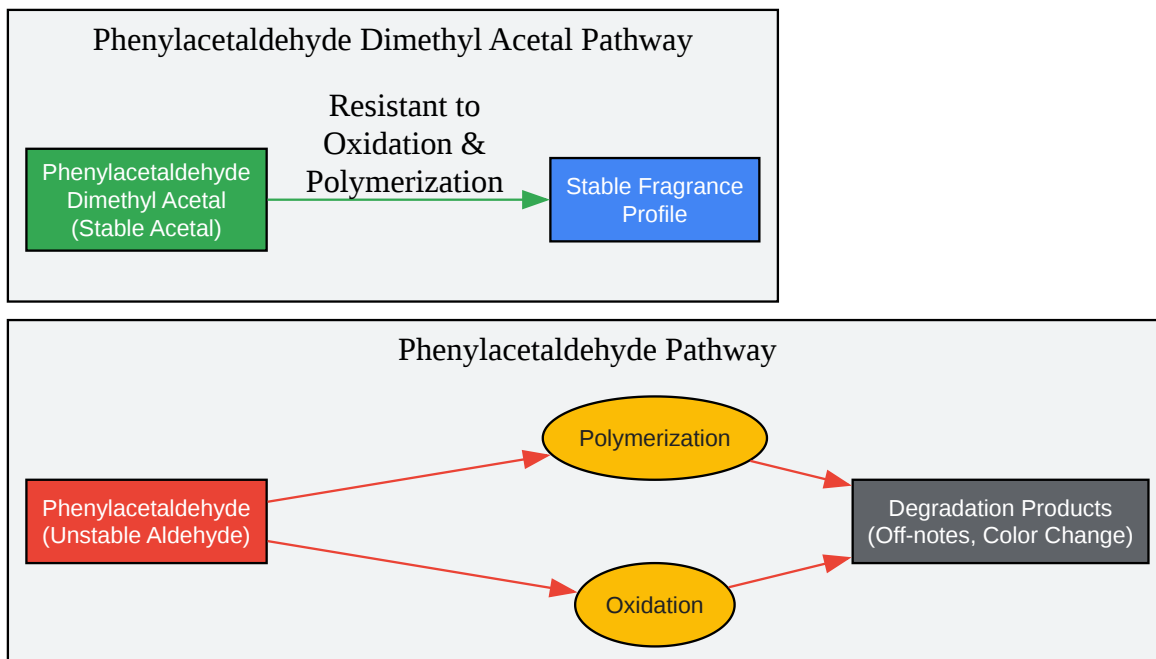 Phenylacetaldehyde Dimethyl Acetal Pathway
Resistant to
Oxidation &
Polymerization
Phenylacetaldehyde
Dimethyl Acetal
(Stable Acetal)
Stable Fragrance
Profile
Phenylacetaldehyde Pathway
Polymerization
Phenylacetaldehyde
(Unstable Aldehyde)
Degradation Products
(Off-notes, Color Change)
Oxidation